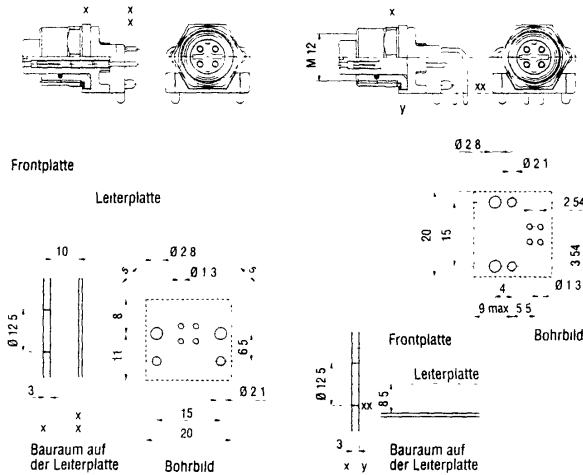 x x
x
x
M 12
xx
y
Ø 2 8
Frontplatte
Ø 2 1
Leiterplatte
2 54
20
15
3 54
10
Ø 2 8
5
Ø 1 3
5
4
Ø 1 3
9 max 5 5
8
Ø 12 5
11
6 5
Frontplatte
Bohrbild
Leiterplatte
Ø 12 5
8 5
xx
3
Ø 2 1
x
15
x x
20
3
x y
Bauraum auf
der Leiterplatte
Bohrbild
Bauraum auf
der Leiterplatte